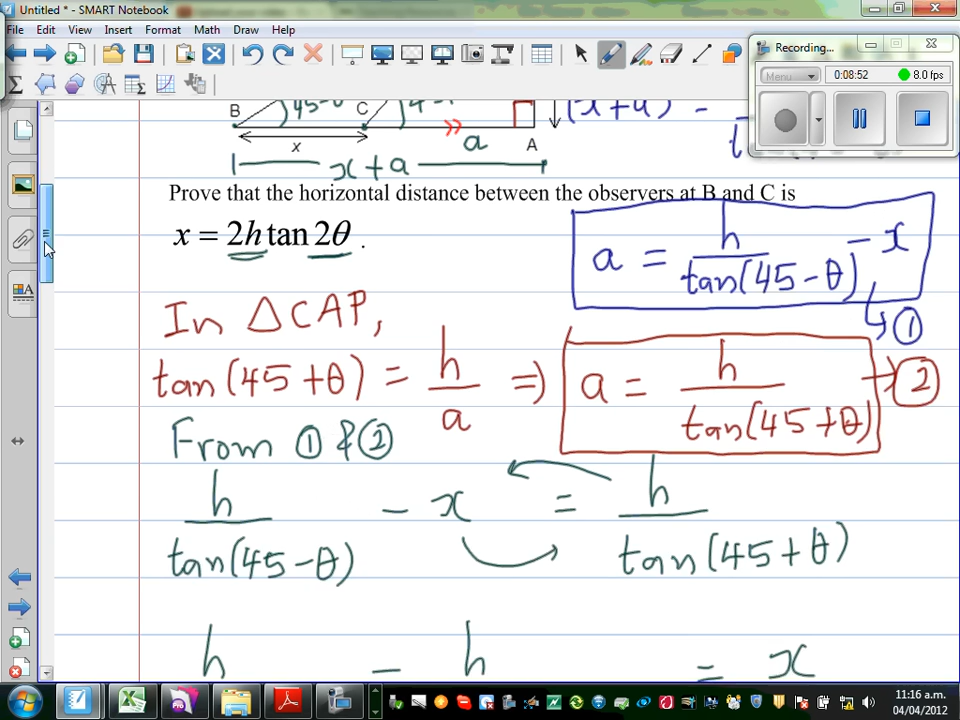 Untitled * - SMART Notebook
File Edit View Insert Format Math Draw Help
Recording...
Menu 0:08:52 8.0 fps
B C
x a A
x + a
(x+a) =
Prove that the horizontal distance between the observers at B and C is
x = 2h tan 2θ .
a = h / tan(45-θ) - x
①
In △CAP,
tan(45+θ) = h / a ⇒ a = h / tan(45+θ) → ②
From ① & ②
h / tan(45-θ) - x = h / tan(45+θ)
h - h = x
11:16 a.m.
04/04/2012